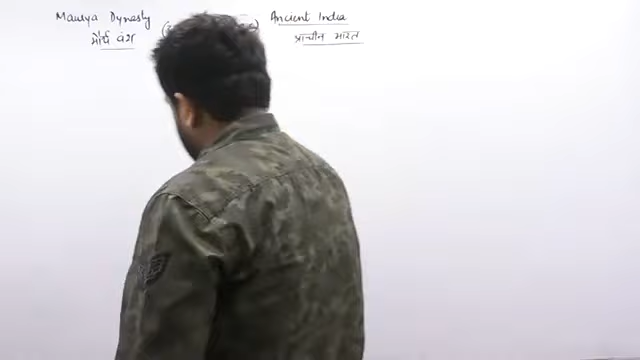 Maurya Dynasty
Ancient India
मौर्य वंश
प्राचीन भारत